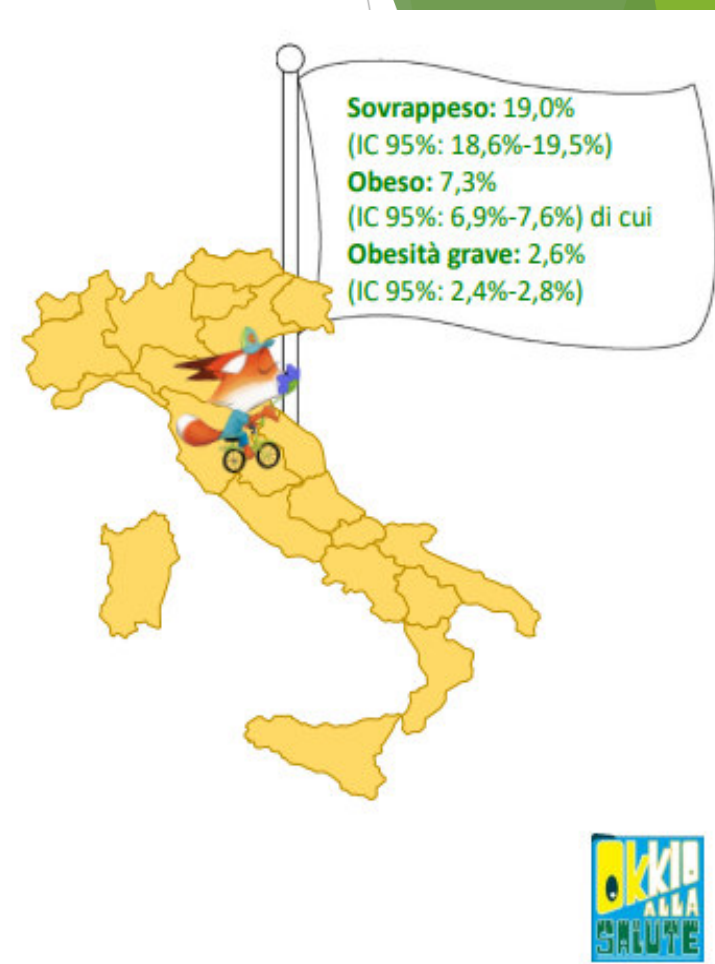 Sovrappeso: 19,0%
(IC 95%: 18,6%-19,5%)
Obeso: 7,3%
(IC 95%: 6,9%-7,6%) di cui
Obesità grave: 2,6%
(IC 95%: 2,4%-2,8%)
OKKIO
ALLA
SALUTE